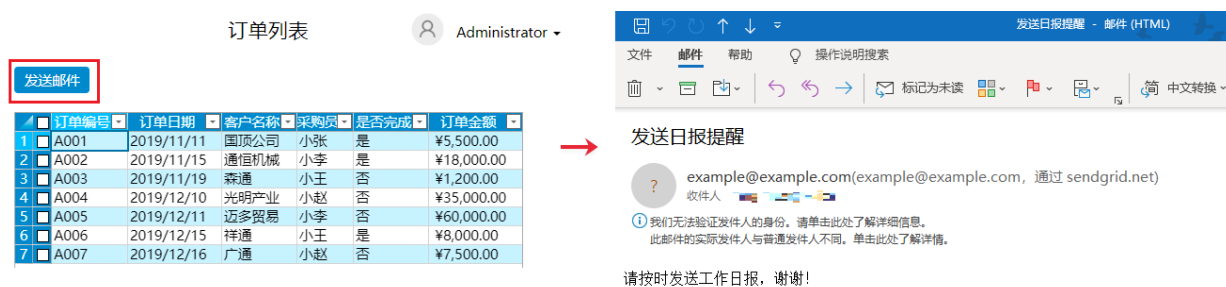 订单列表
Administrator
发送邮件
订单编号 订单日期 客户名称 采购员 是否完成 订单金额
1 A001 2019/11/11 国顶公司 小张 是 ¥5,500.00
2 A002 2019/11/15 通恒机械 小李 是 ¥18,000.00
3 A003 2019/11/19 森通 小王 否 ¥1,200.00
4 A004 2019/12/10 光明产业 小赵 否 ¥35,000.00
5 A005 2019/12/11 迈多贸易 小李 否 ¥60,000.00
6 A006 2019/12/15 祥通 小王 是 ¥8,000.00
7 A007 2019/12/16 广通 小赵 否 ¥7,500.00
发送日报提醒 - 邮件 (HTML)
文件 邮件 帮助 操作说明搜索
标记为未读 简 中文转换
发送日报提醒
? example@example.com(example@example.com，通过 sendgrid.net)
收件人
我们无法验证发件人的身份。请单击此处了解详细信息。
此邮件的实际发件人与普通发件人不同。单击此处了解详情。
请按时发送工作日报，谢谢！